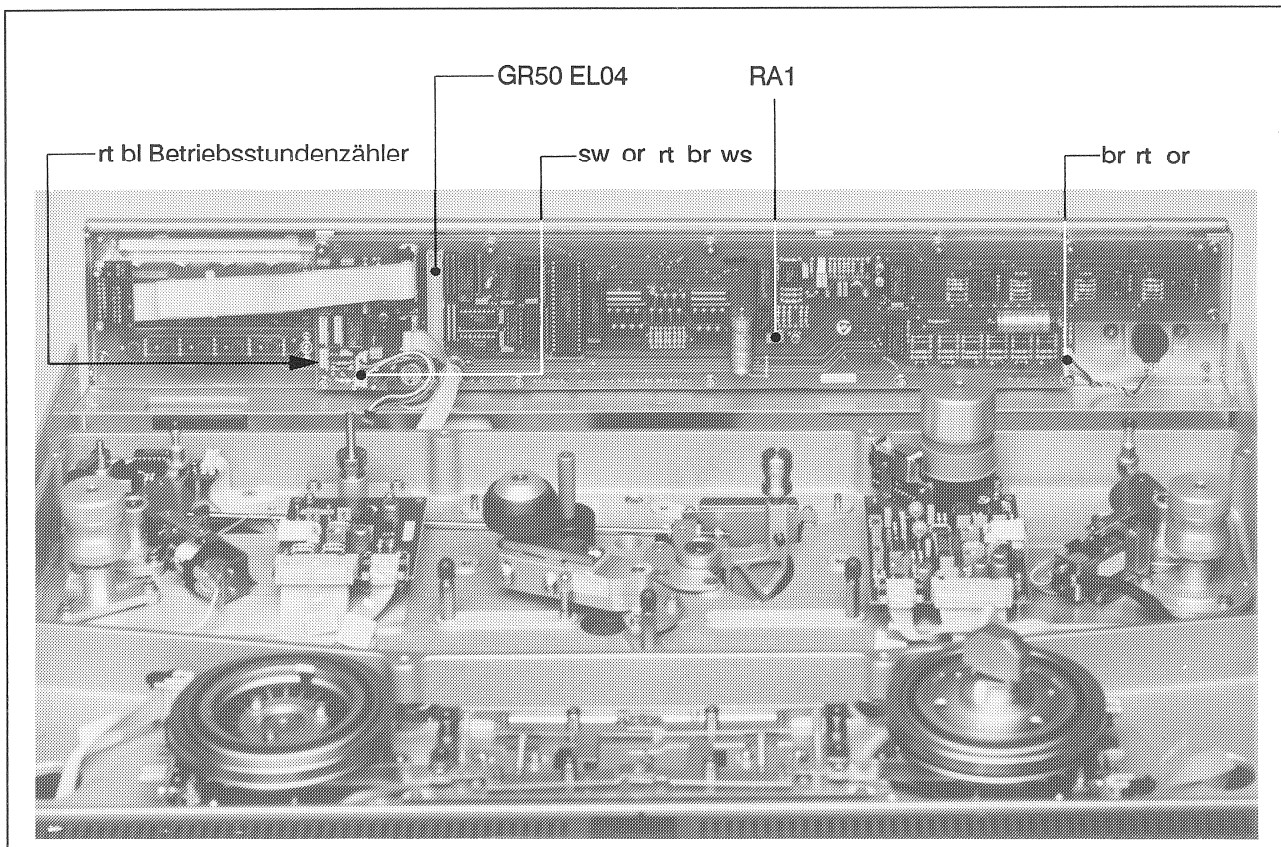 GR50 EL04
RA1
rt bl Betriebsstundenzähler
sw or rt br ws
br rt or